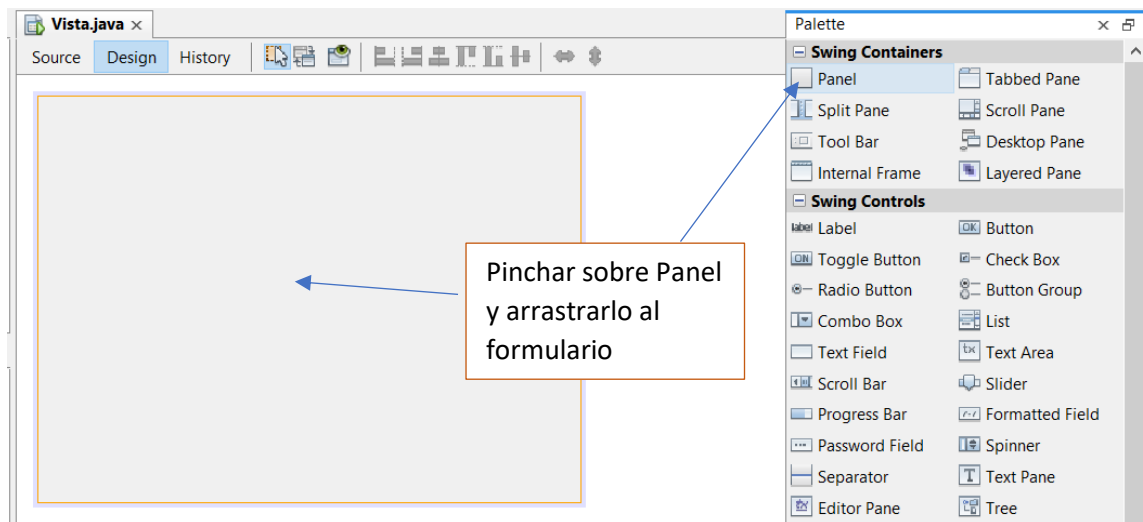 Vista.java ×
Palette
Source Design History
Swing Containers
Panel Tabbed Pane
Split Pane Scroll Pane
Tool Bar Desktop Pane
Internal Frame Layered Pane
Swing Controls
label Label OK Button
ON Toggle Button Check Box
Radio Button Button Group
Combo Box List
Text Field Text Area
Scroll Bar Slider
Progress Bar Formatted Field
Password Field Spinner
Separator T Text Pane
Editor Pane Tree
Pinchar sobre Panel
y arrastrarlo al
formulario